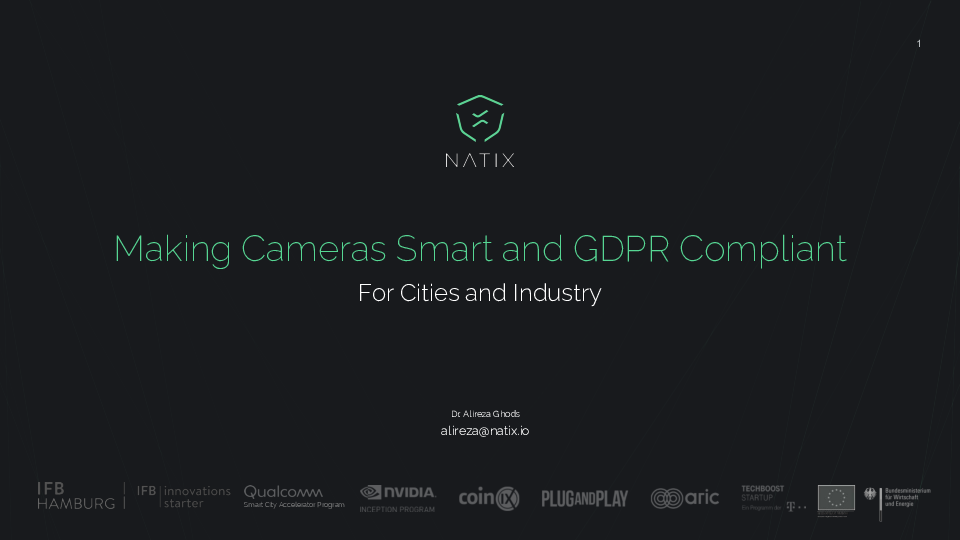 1
NATIX
Making Cameras Smart and GDPR Compliant
For Cities and Industry
Dr. Alireza Ghods
alireza@natix.io
IFB
HAMBURG
IFB innovations
starter
Qualcomm
Smart City Accelerator Program
NVIDIA.
INCEPTION PROGRAM
coinIX
PLUGANDPLAY
aric
TECHBOOST
STARTUP
Ein Programm der
T
Bundesministerium
für Wirtschaft
und Energie